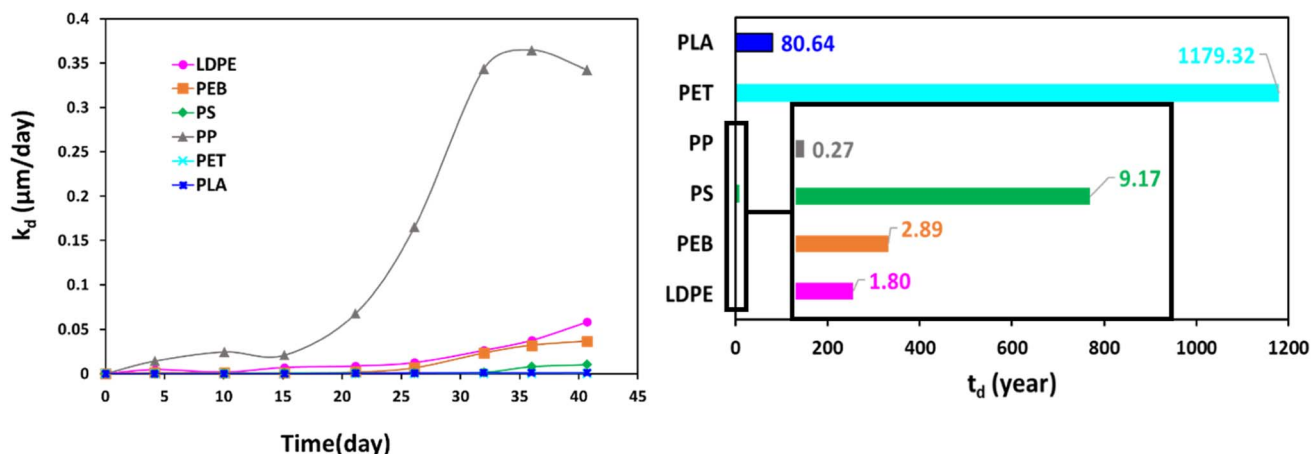 0.4
0.35
0.3
0.25
0.2
0.15
0.1
0.05
0
k_d (µm/day)
LDPE
PEB
PS
PP
PET
PLA
0 5 10 15 20 25 30 35 40 45
Time(day)
PLA 80.64
1179.32
PET
PP 0.27
PS 9.17
PEB 2.89
LDPE 1.80
0 200 400 600 800 1000 1200
t_d (year)